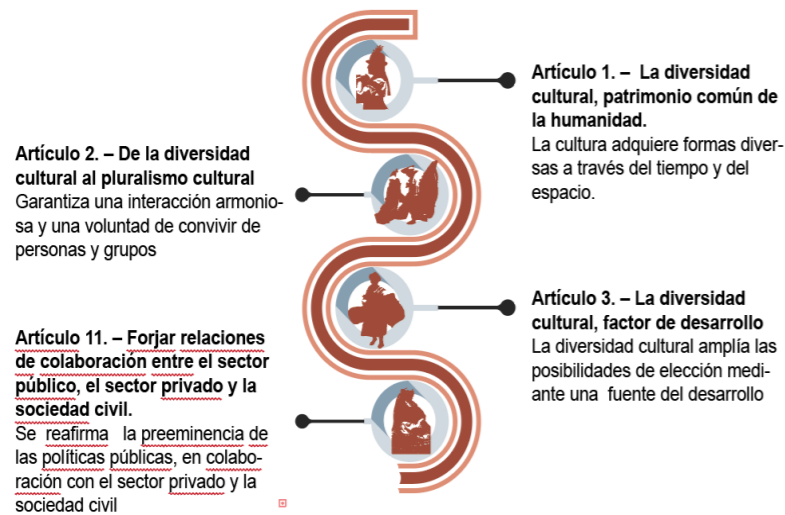 Artículo 1. – La diversidad
cultural, patrimonio común de
la humanidad.
La cultura adquiere formas diver-
sas a través del tiempo y del
espacio.
Artículo 2. – De la diversidad
cultural al pluralismo cultural
Garantiza una interacción armonio-
sa y una voluntad de convivir de
personas y grupos
Artículo 3. – La diversidad
cultural, factor de desarrollo
La diversidad cultural amplía las
posibilidades de elección medi-
ante una fuente del desarrollo
Artículo 11. – Forjar relaciones
de colaboración entre el sector
público, el sector privado y la
sociedad civil.
Se reafirma la preeminencia de
las políticas públicas, en colabo-
ración con el sector privado y la
sociedad civil